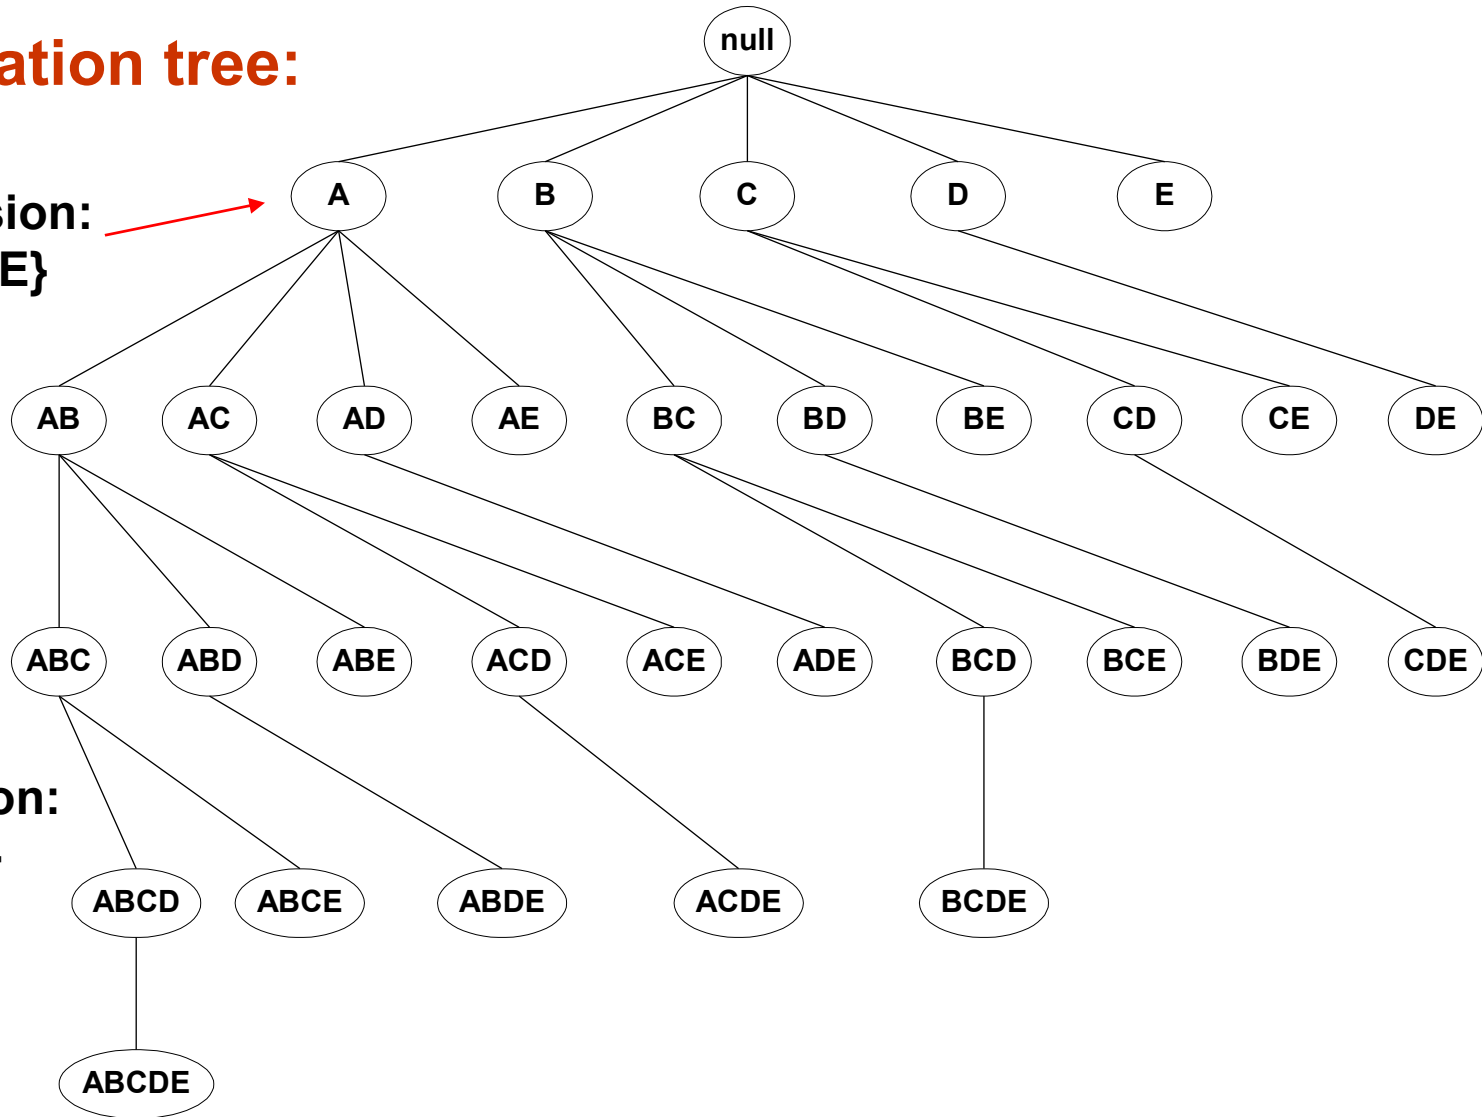 null
ation tree:
A B C D E
sion:
E}
AB AC AD AE BC BD BE CD CE DE
ABC ABD ABE ACD ACE ADE BCD BCE BDE CDE
on:
ABCD ABCE ABDE ACDE BCDE
ABCDE